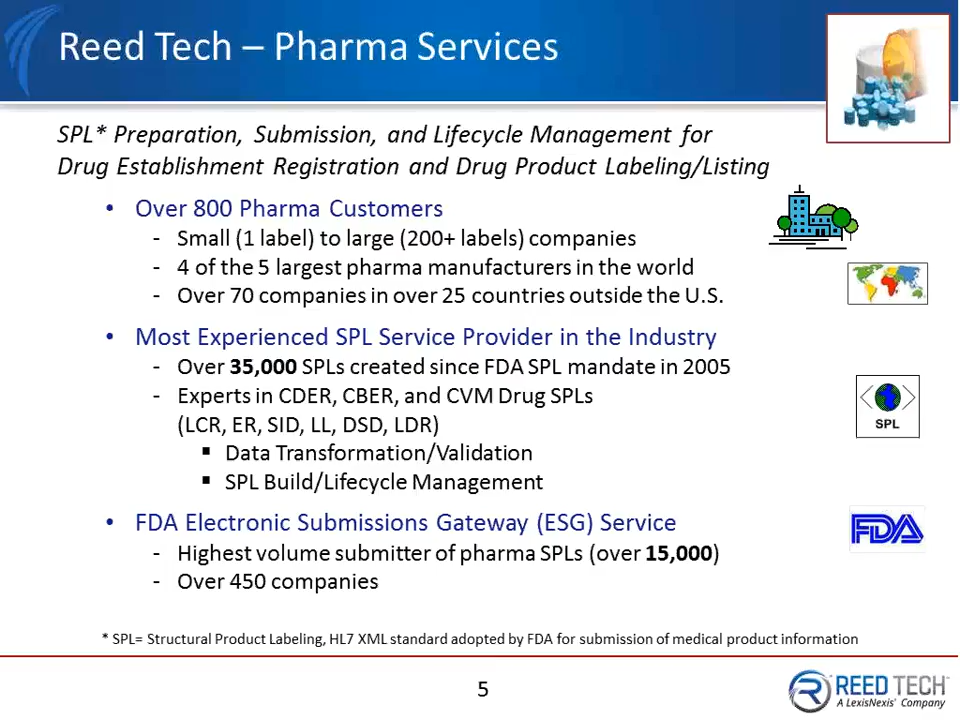 Reed Tech – Pharma Services
SPL* Preparation, Submission, and Lifecycle Management for
Drug Establishment Registration and Drug Product Labeling/Listing
• Over 800 Pharma Customers
- Small (1 label) to large (200+ labels) companies
- 4 of the 5 largest pharma manufacturers in the world
- Over 70 companies in over 25 countries outside the U.S.
• Most Experienced SPL Service Provider in the Industry
- Over 35,000 SPLs created since FDA SPL mandate in 2005
- Experts in CDER, CBER, and CVM Drug SPLs
(LCR, ER, SID, LL, DSD, LDR)
▪ Data Transformation/Validation
▪ SPL Build/Lifecycle Management
SPL
• FDA Electronic Submissions Gateway (ESG) Service
- Highest volume submitter of pharma SPLs (over 15,000)
- Over 450 companies
FDA
* SPL= Structural Product Labeling, HL7 XML standard adopted by FDA for submission of medical product information
5
REED TECH™
A LexisNexis® Company